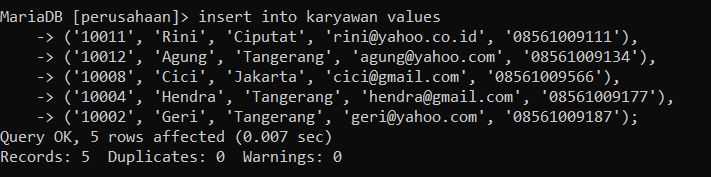 MariaDB [perusahaan]> insert into karyawan values
    -> ('10011', 'Rini', 'Ciputat', 'rini@yahoo.co.id', '08561009111'),
    -> ('10012', 'Agung', 'Tangerang', 'agung@yahoo.com', '08561009134'),
    -> ('10008', 'Cici', 'Jakarta', 'cici@gmail.com', '08561009566'),
    -> ('10004', 'Hendra', 'Tangerang', 'hendra@gmail.com', '08561009177'),
    -> ('10002', 'Geri', 'Tangerang', 'geri@yahoo.com', '08561009187');
Query OK, 5 rows affected (0.007 sec)
Records: 5  Duplicates: 0  Warnings: 0